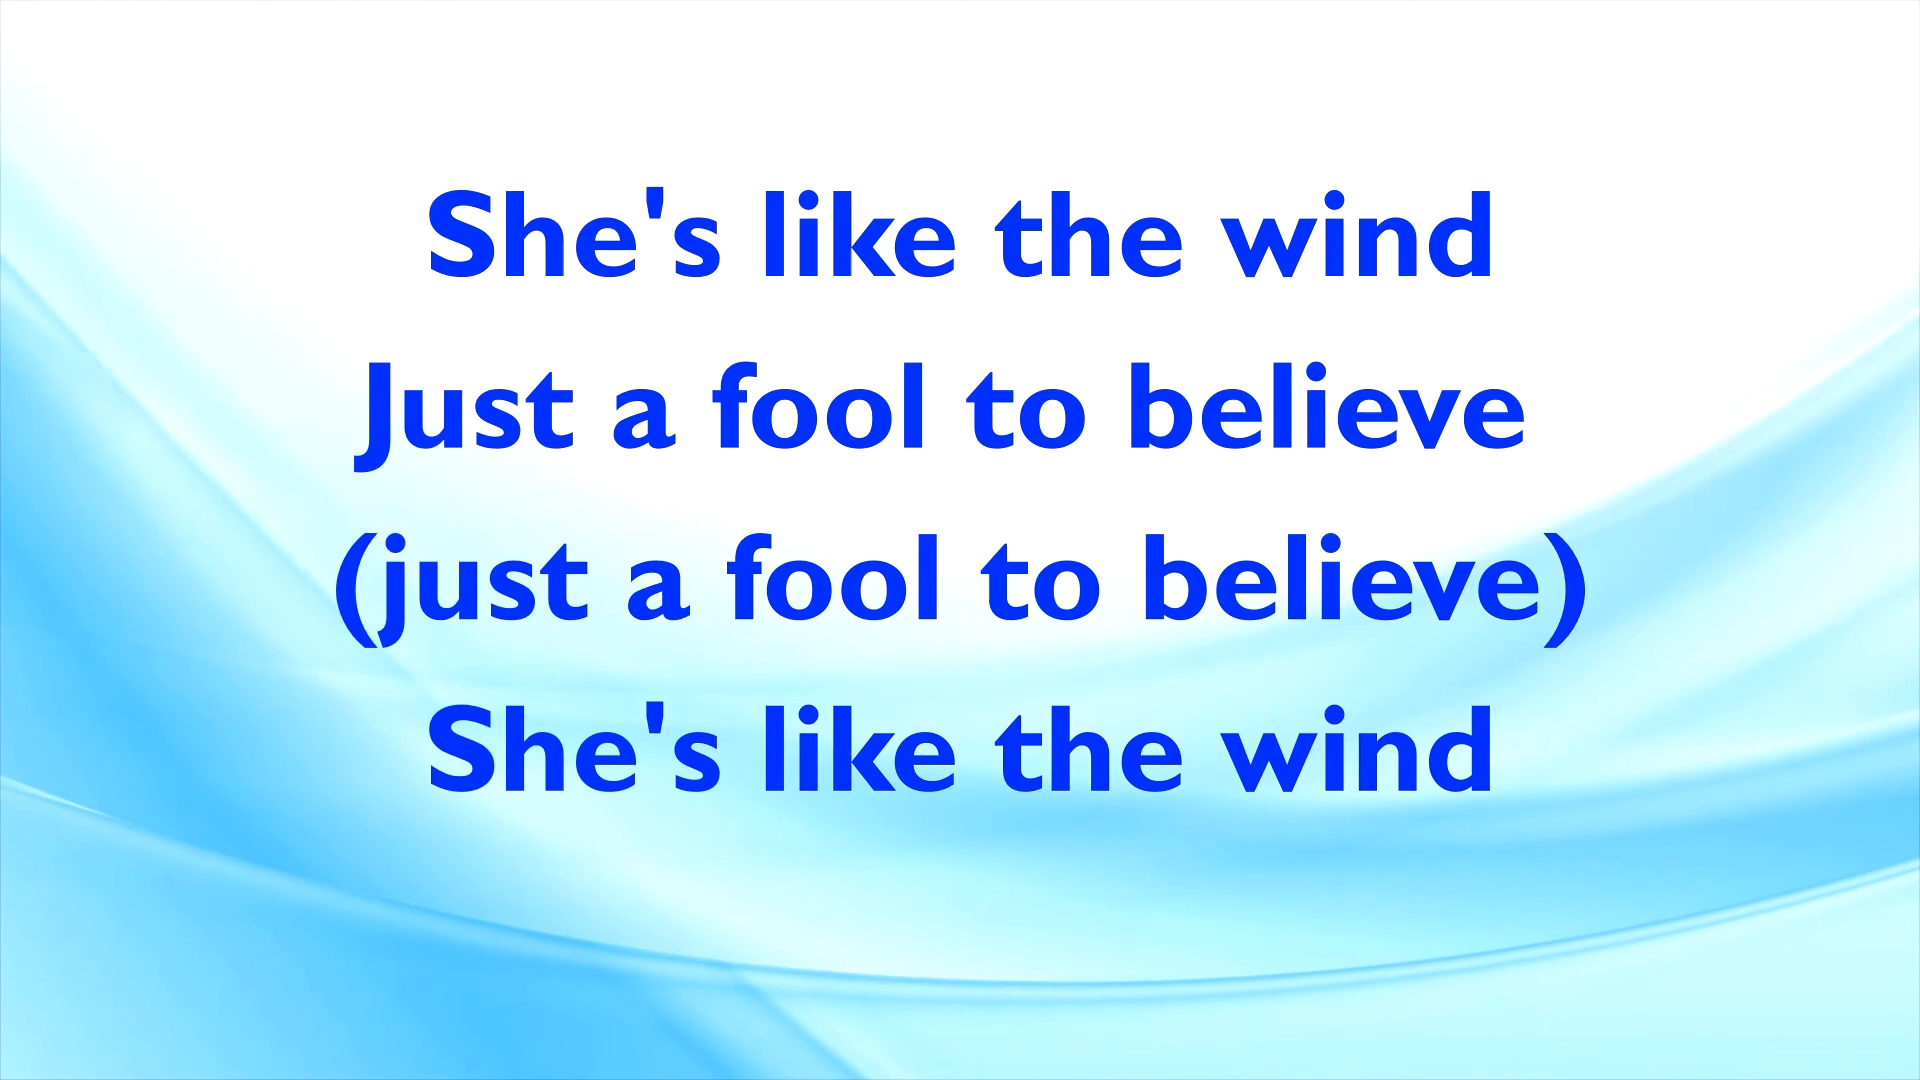 She's like the wind
Just a fool to believe
(just a fool to believe)
She's like the wind